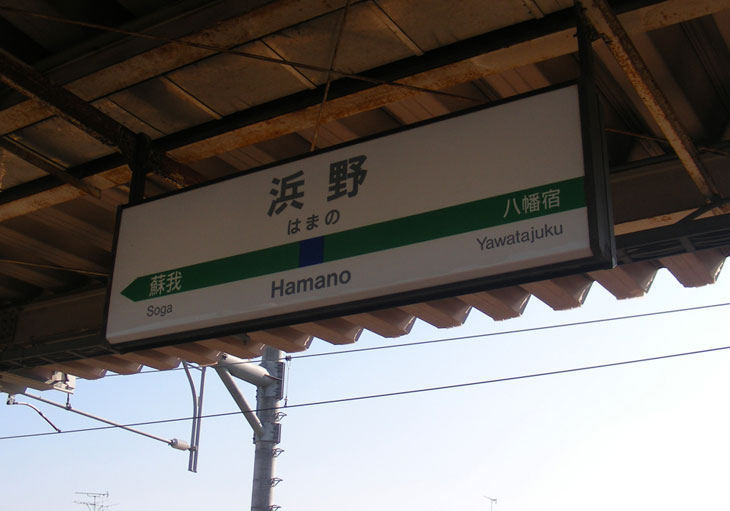 浜野
はまの
蘇我
八幡宿
Soga
Hamano
Yawatajuku